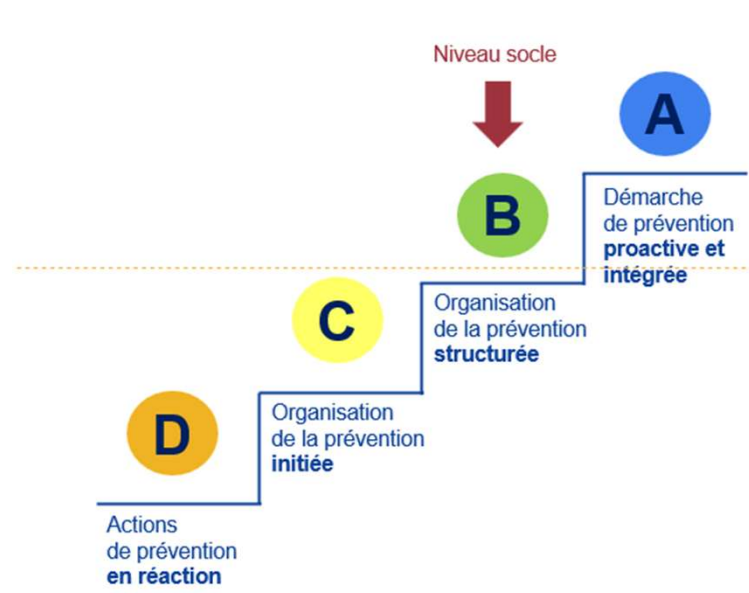 Niveau socle
A
Démarche
de prévention
proactive et
intégrée
B
Organisation
de la prévention
structurée
C
Organisation
de la prévention
initiée
D
Actions
de prévention
en réaction